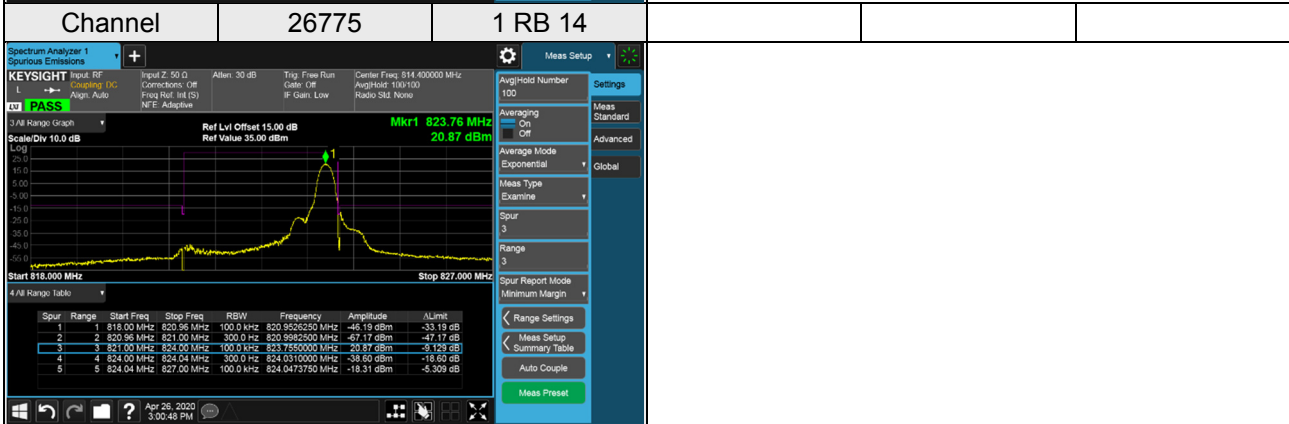 Channel 26775 1 RB 14
Spectrum Analyzer 1
Spurious Emissions
+
Meas Setup
KEYSIGHT Input: RF Input Z: 50 Ω Atten: 30 dB Trig: Free Run Center Freq: 814.400000 MHz
L Coupling: DC Corrections: Off Gate: Off Avg|Hold: 100/100
Align: Auto Freq Ref: Int (S) IF Gain: Low Radio Std: None
LXI PASS NFE: Adaptive
3 All Range Graph
Ref Lvl Offset 15.00 dB Mkr1 823.76 MHz
Scale/Div 10.0 dB Ref Value 35.00 dBm 20.87 dBm
Log
1
25.0
15.0
5.00
-5.00
-15.0
-25.0
-35.0
-45.0
-55.0
Start 818.000 MHz Stop 827.000 MHz
4 All Range Table
Spur Range Start Freq Stop Freq RBW Frequency Amplitude ΔLimit
1 1 818.00 MHz 820.96 MHz 100.0 kHz 820.9526250 MHz -46.19 dBm -33.19 dB
2 2 820.96 MHz 821.00 MHz 300.0 Hz 820.9982500 MHz -67.17 dBm -47.17 dB
3 3 821.00 MHz 824.00 MHz 100.0 kHz 823.7550000 MHz 20.87 dBm -9.129 dB
4 4 824.00 MHz 824.04 MHz 300.0 Hz 824.0310000 MHz -38.60 dBm -18.60 dB
5 5 824.04 MHz 827.00 MHz 100.0 kHz 824.0473750 MHz -18.31 dBm -5.309 dB
Avg|Hold Number
100
Averaging
On
Off
Average Mode
Exponential
Meas Type
Examine
Spur
3
Range
3
Spur Report Mode
Minimum Margin
Range Settings
Meas Setup
Summary Table
Auto Couple
Meas Preset
Settings
Meas
Standard
Advanced
Global
? Apr 26, 2020
3:00:48 PM